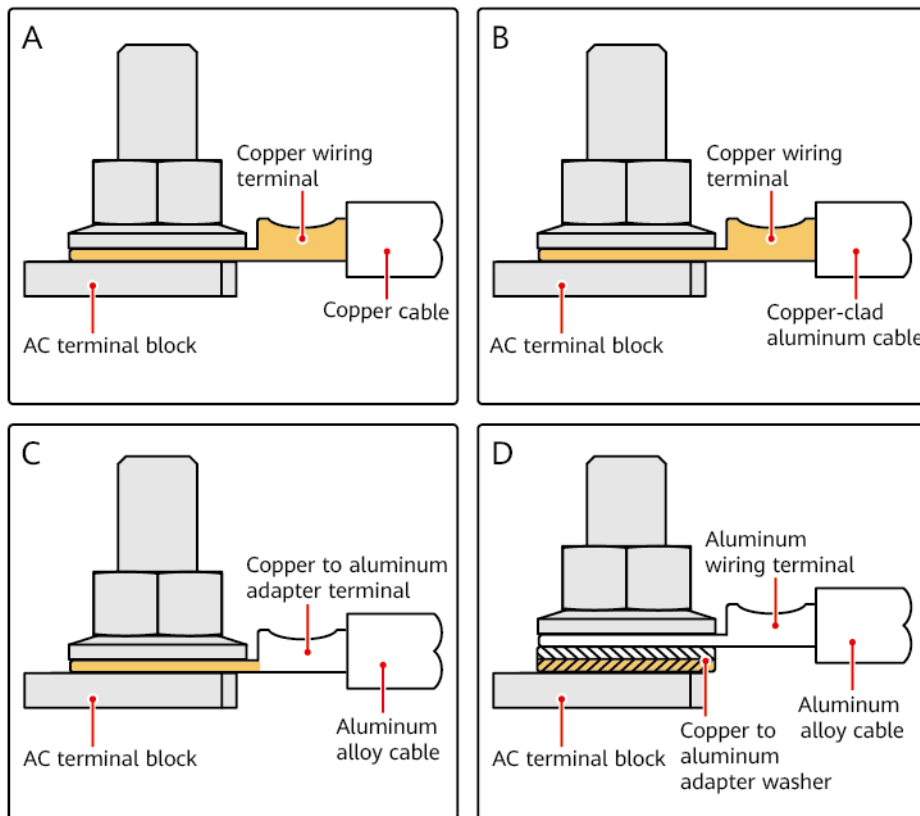 A
Copper wiring
terminal
Copper cable
AC terminal block
B
Copper wiring
terminal
Copper-clad
aluminum cable
AC terminal block
C
Copper to aluminum
adapter terminal
Aluminum
alloy cable
AC terminal block
D
Aluminum
wiring terminal
Aluminum
alloy cable
Copper to
aluminum
adapter washer
AC terminal block